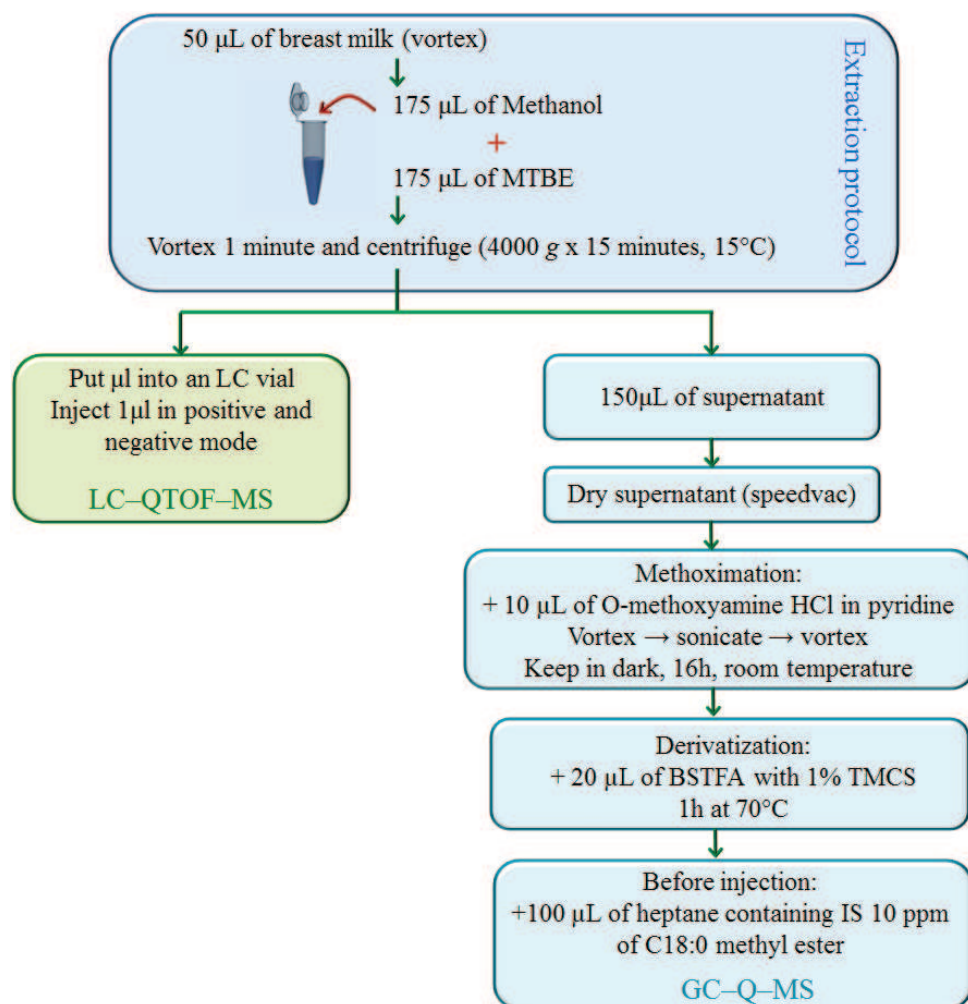 50 µL of breast milk (vortex)
175 µL of Methanol
+
175 µL of MTBE
Vortex 1 minute and centrifuge (4000 g x 15 minutes, 15°C)
Extraction protocol
Put µl into an LC vial
Inject 1µl in positive and
negative mode
LC–QTOF–MS
150µL of supernatant
Dry supernatant (speedvac)
Methoximation:
+ 10 µL of O-methoxyamine HCl in pyridine
Vortex → sonicate → vortex
Keep in dark, 16h, room temperature
Derivatization:
+ 20 µL of BSTFA with 1% TMCS
1h at 70°C
Before injection:
+100 µL of heptane containing IS 10 ppm
of C18:0 methyl ester
GC–Q–MS